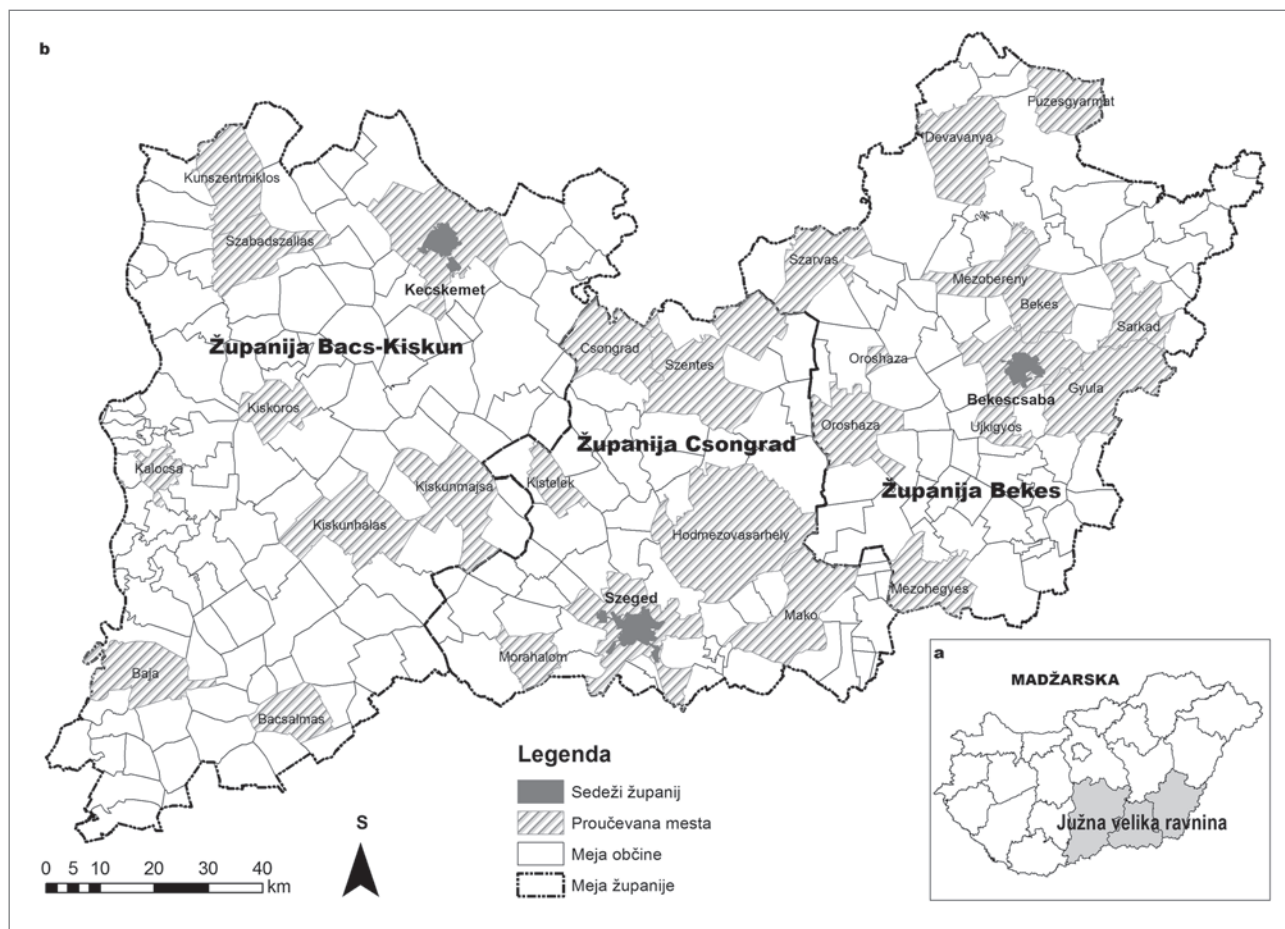 b
Fuzesgyarmat
Devavanya
Kunszentmiklos
Szabadszallas
Szarvas
Mezobereny
Bekes
Sarkad
Kecskemet
Županija Bacs-Kiskun
Csongrad
Szentes
Oroshaza
Gyula
Bekescsaba
Kiskoros
Ujkigyos
Oroshaza
Županija Csongrad
Kalocsa
Kistelek
Kiskunmajsa
Županija Bekes
Kiskunhalas
Hodmezovasarhely
Mezohegyes
Szeged
Mako
Morahalom
Baja
Bacsalmas
a
MADŽARSKA
Južna velika ravnina
Legenda
Sedeži županij
Proučevana mesta
Meja občine
Meja županije
S
0 5 10 20 30 40
km